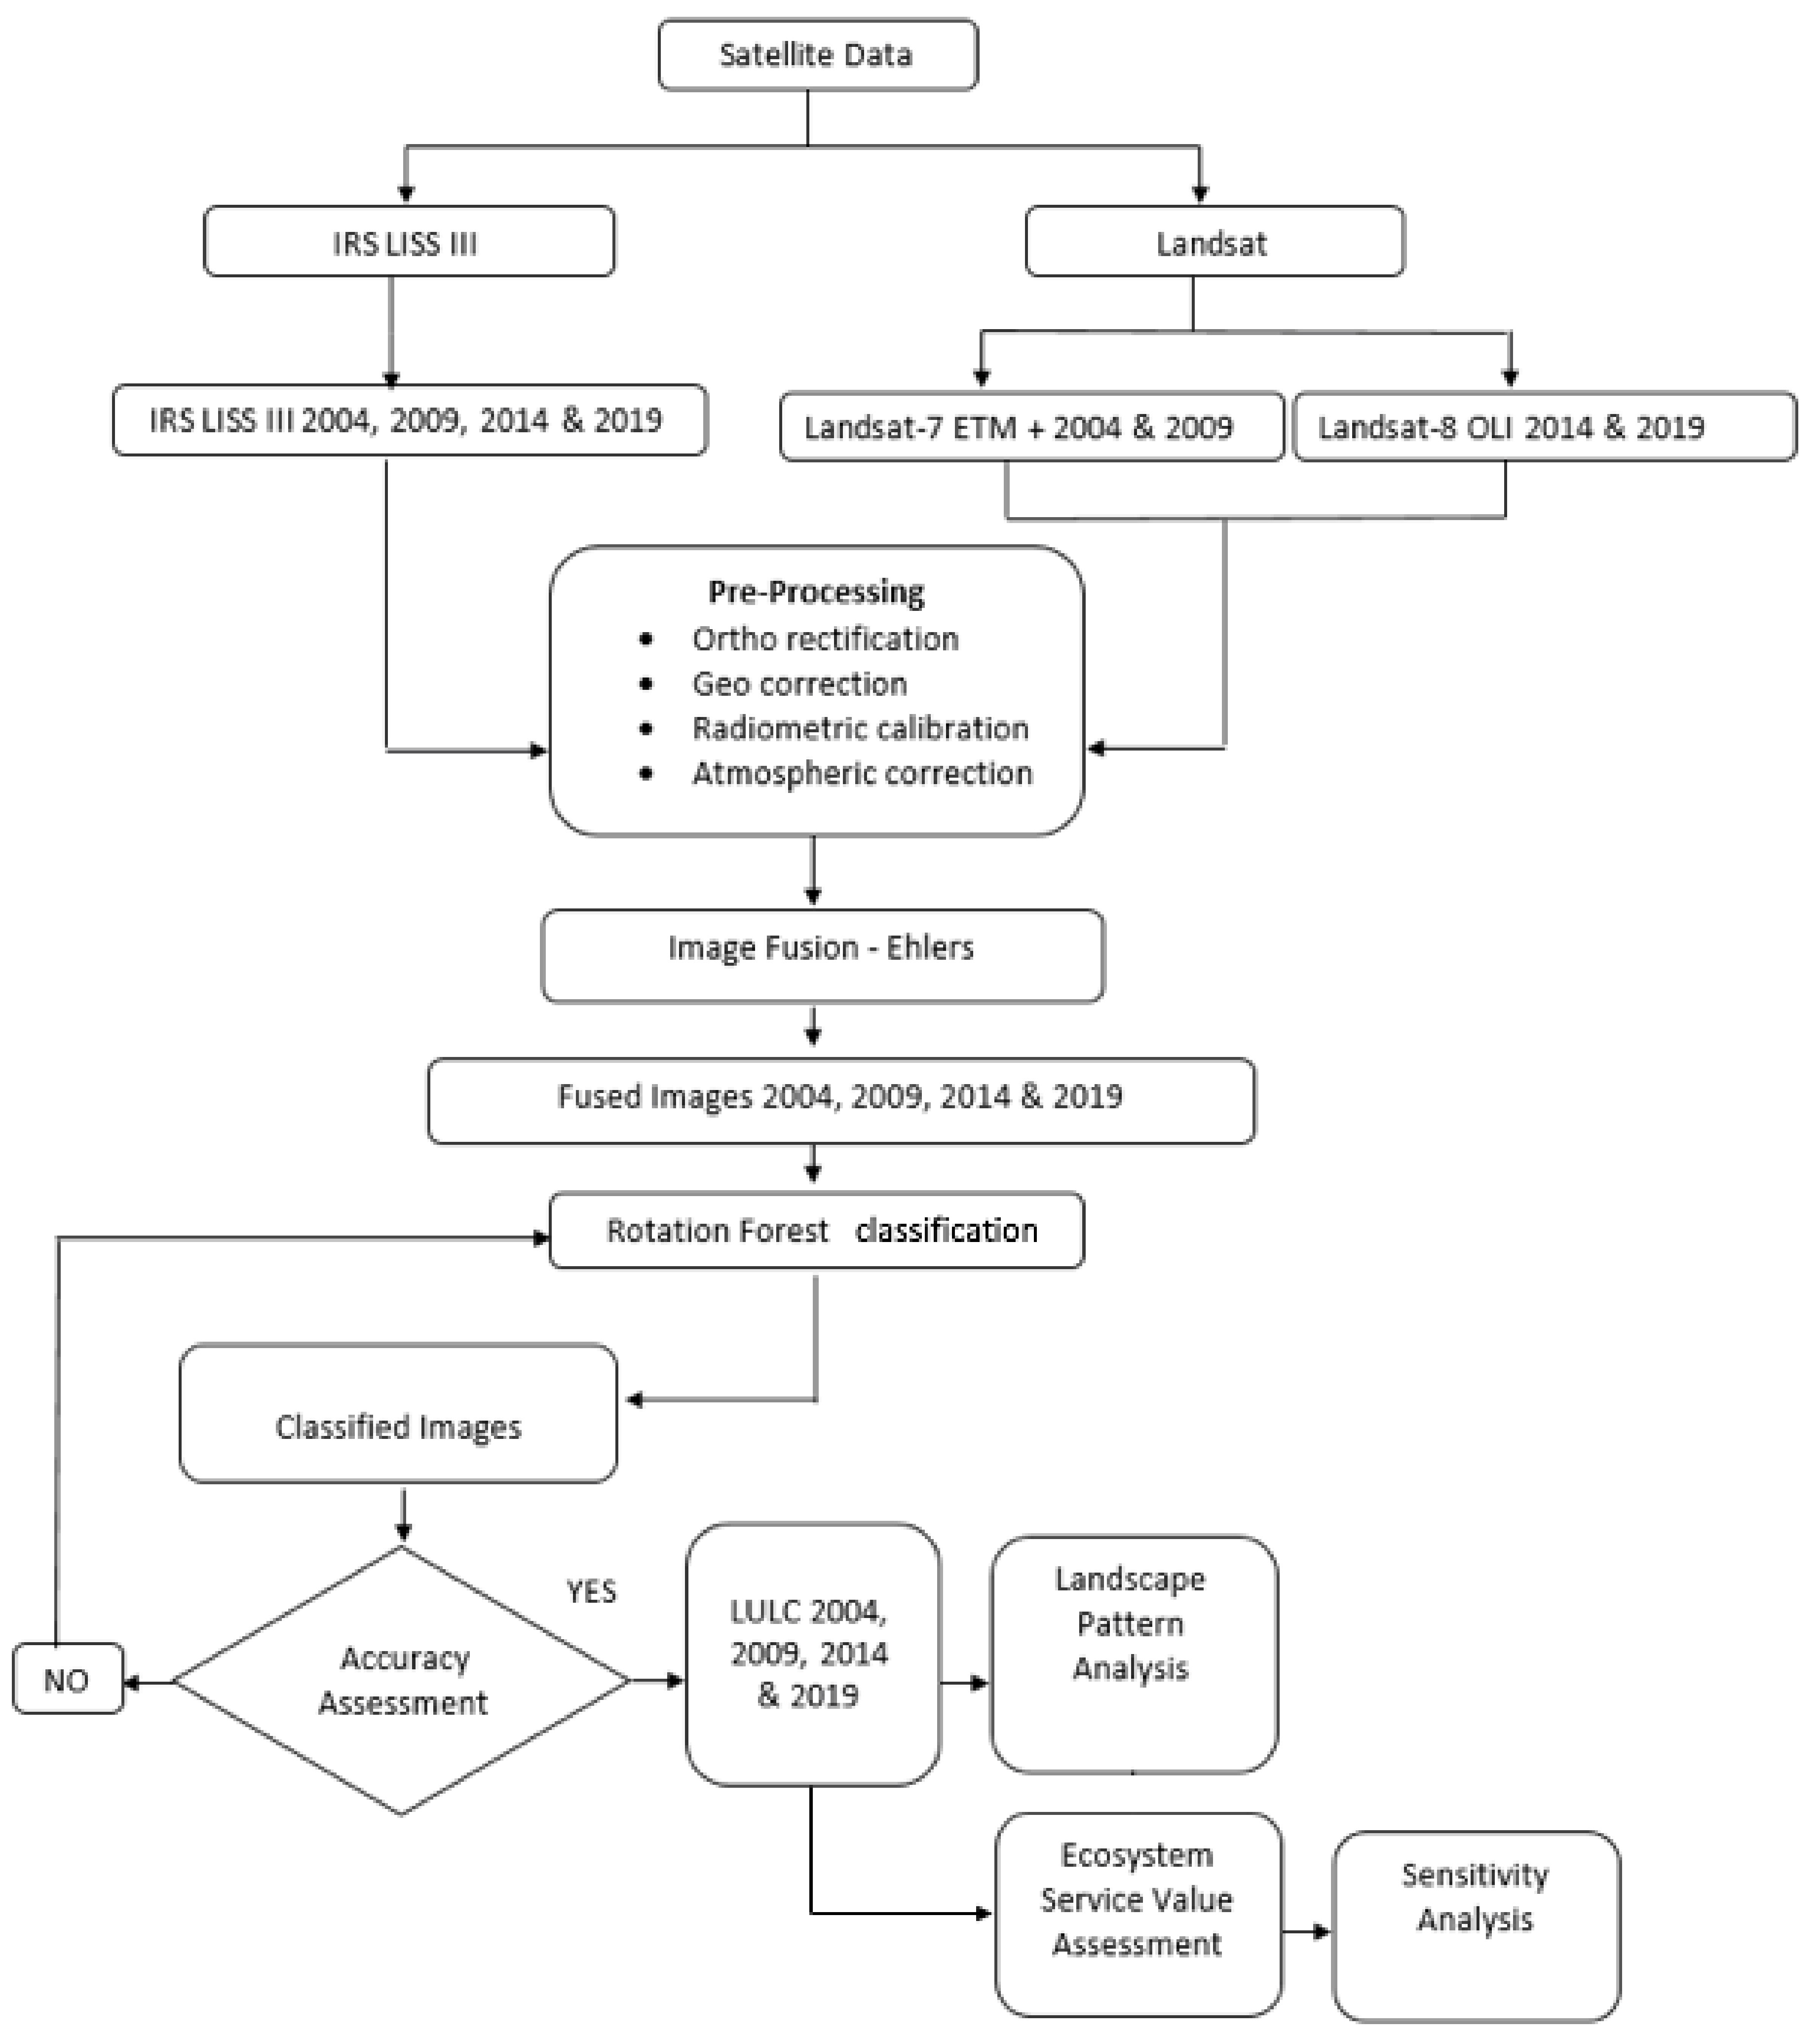 Satellite Data
IRS LISS III
Landsat
IRS LISS III 2004, 2009, 2014 & 2019
Landsat-7 ETM + 2004 & 2009
Landsat-8 OLI 2014 & 2019
Pre-Processing
• Ortho rectification
• Geo correction
• Radiometric calibration
• Atmospheric correction
Image Fusion - Ehlers
Fused Images 2004, 2009, 2014 & 2019
Rotation Forest classification
Classified Images
Accuracy
Assessment
YES
NO
LULC 2004,
2009, 2014
& 2019
Landscape
Pattern
Analysis
Ecosystem
Service Value
Assessment
Sensitivity
Analysis